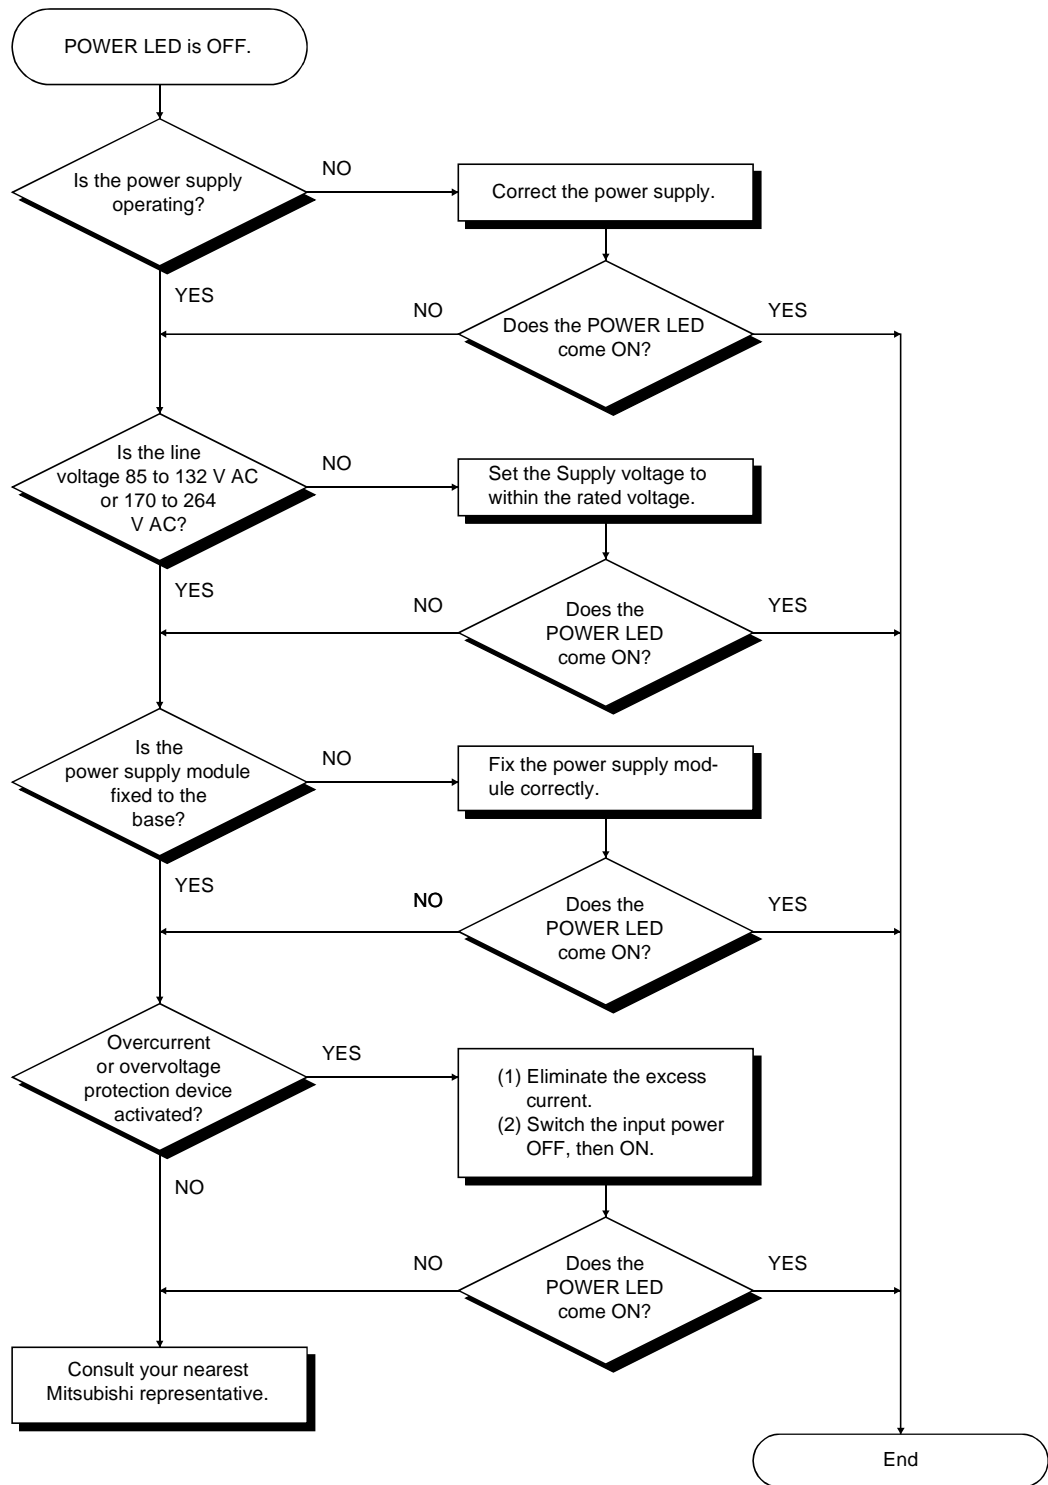 POWER LED is OFF.
Is the power supply
operating?
NO
Correct the power supply.
YES
NO
Does the POWER LED
come ON?
YES
Is the line
voltage 85 to 132 V AC
or 170 to 264
V AC?
NO
Set the Supply voltage to
within the rated voltage.
YES
NO
Does the
POWER LED
come ON?
YES
Is the
power supply module
fixed to the
base?
NO
Fix the power supply mod-
ule correctly.
YES
NO
Does the
POWER LED
come ON?
YES
Overcurrent
or overvoltage
protection device
activated?
YES
(1) Eliminate the excess
current.
(2) Switch the input power
OFF, then ON.
NO
NO
Does the
POWER LED
come ON?
YES
Consult your nearest
Mitsubishi representative.
End